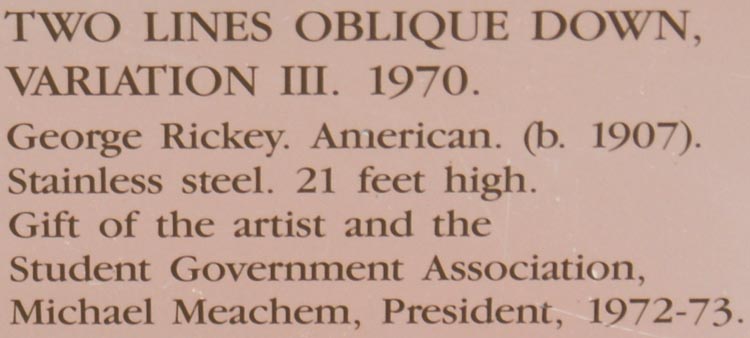 TWO LINES OBLIQUE DOWN,
VARIATION III. 1970.
George Rickey. American. (b. 1907).
Stainless steel. 21 feet high.
Gift of the artist and the
Student Government Association,
Michael Meachem, President, 1972-73.